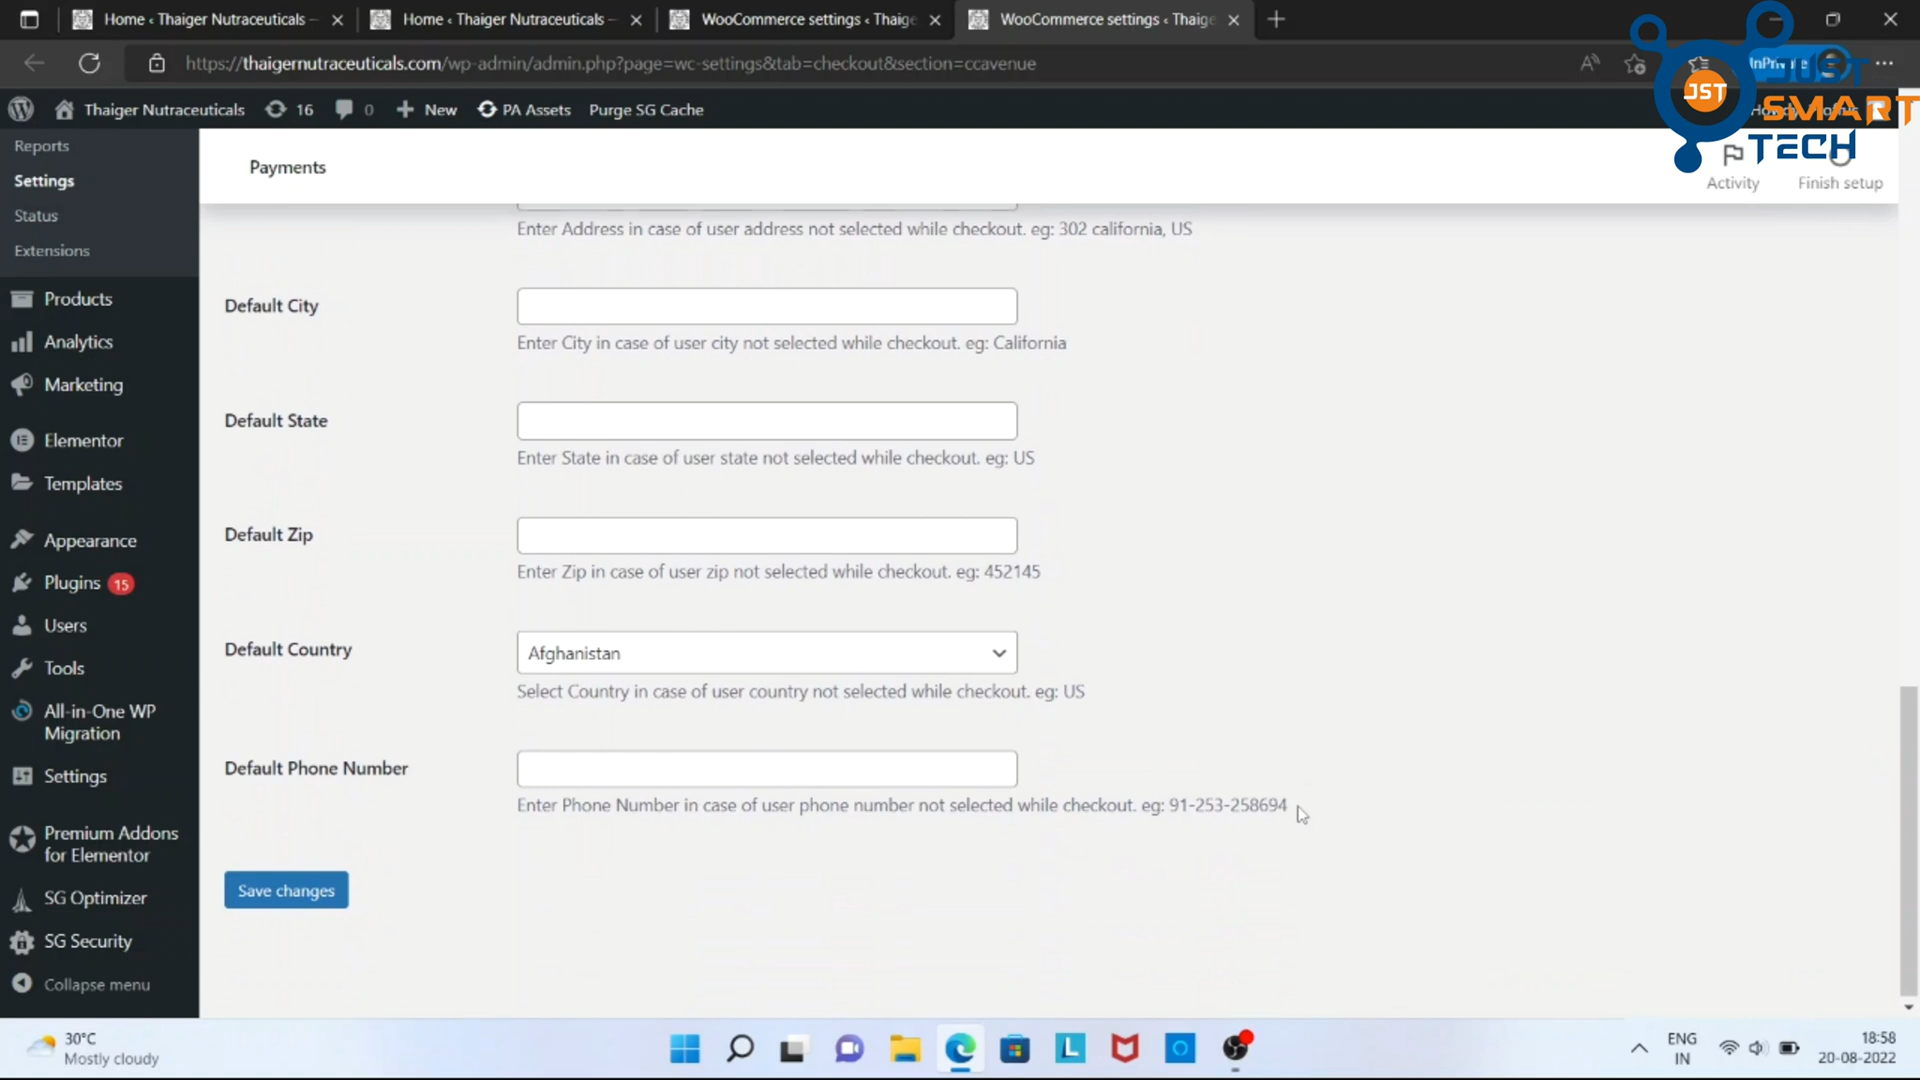 Home ‹ Thaiger Nutraceuticals –
Home ‹ Thaiger Nutraceuticals –
WooCommerce settings ‹ Thaige
WooCommerce settings ‹ Thaige
https://thaigernutraceuticals.com/wp-admin/admin.php?page=wc-settings&tab=checkout&section=ccavenue
JST
JUST
SMART
TECH
Thaiger Nutraceuticals
16
0
New
PA Assets
Purge SG Cache
Reports
Settings
Status
Extensions
Products
Analytics
Marketing
Elementor
Templates
Appearance
Plugins 15
Users
Tools
All-in-One WP
Migration
Settings
Premium Addons
for Elementor
SG Optimizer
SG Security
Collapse menu
Payments
Activity
Finish setup
Enter Address in case of user address not selected while checkout. eg: 302 california, US
Default City
Enter City in case of user city not selected while checkout. eg: California
Default State
Enter State in case of user state not selected while checkout. eg: US
Default Zip
Enter Zip in case of user zip not selected while checkout. eg: 452145
Default Country
Afghanistan
Select Country in case of user country not selected while checkout. eg: US
Default Phone Number
Enter Phone Number in case of user phone number not selected while checkout. eg: 91-253-258694
Save changes
30°C
Mostly cloudy
ENG
IN
18:58
20-08-2022